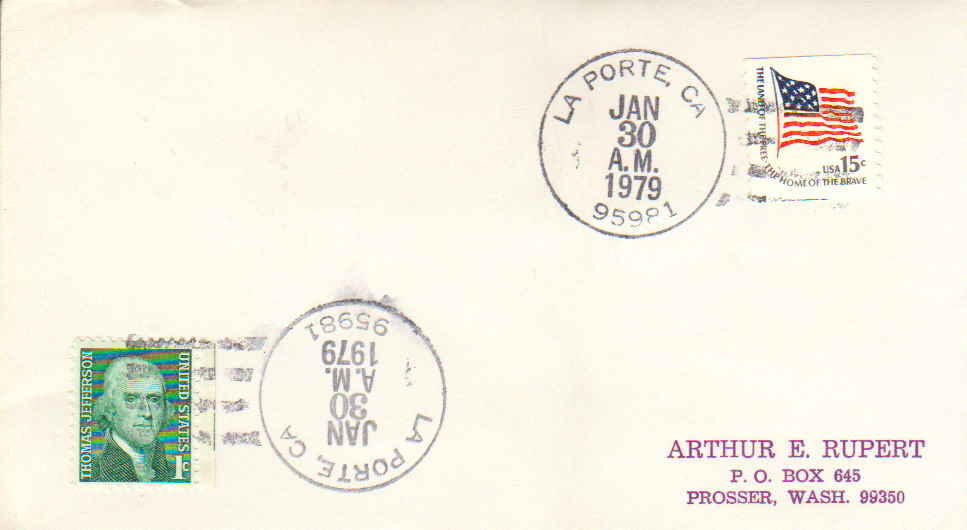 LA PORTE, CA
JAN
30
A.M.
1979
95981
THE LAND OF THE FREE · THE HOME OF THE BRAVE
USA 15c
LA PORTE, CA
JAN
30
A.M.
1979
95981
THOMAS JEFFERSON
UNITED STATES
1c
ARTHUR E. RUPERT
P. O. BOX 645
PROSSER, WASH. 99350